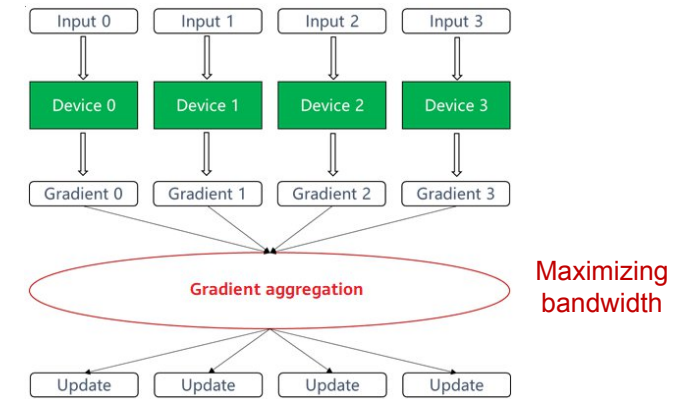 Input 0
Input 1
Input 2
Input 3
Device 0
Device 1
Device 2
Device 3
Gradient 0
Gradient 1
Gradient 2
Gradient 3
Gradient aggregation
Maximizing
bandwidth
Update
Update
Update
Update